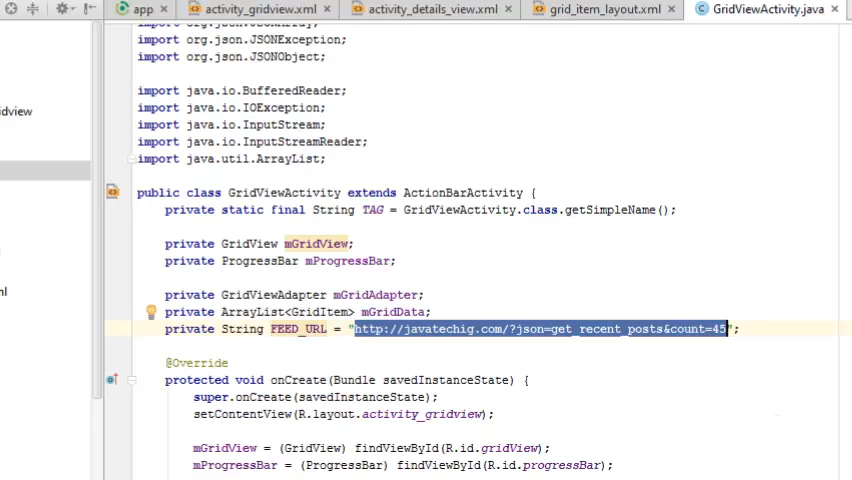 app activity_gridview.xml activity_details_view.xml grid_item_layout.xml GridViewActivity.java
import org.json.JSONArray;
import org.json.JSONException;
import org.json.JSONObject;
import java.io.BufferedReader;
import java.io.IOException;
import java.io.InputStream;
import java.io.InputStreamReader;
import java.util.ArrayList;
public class GridViewActivity extends ActionBarActivity {
private static final String TAG = GridViewActivity.class.getSimpleName();
private GridView mGridView;
private ProgressBar mProgressBar;
private GridViewAdapter mGridAdapter;
private ArrayList<GridItem> mGridData;
private String FEED_URL = "http://javatechig.com/?json=get_recent_posts&count=45";
@Override
protected void onCreate(Bundle savedInstanceState) {
super.onCreate(savedInstanceState);
setContentView(R.layout.activity_gridview);
mGridView = (GridView) findViewById(R.id.gridView);
mProgressBar = (ProgressBar) findViewById(R.id.progressBar);